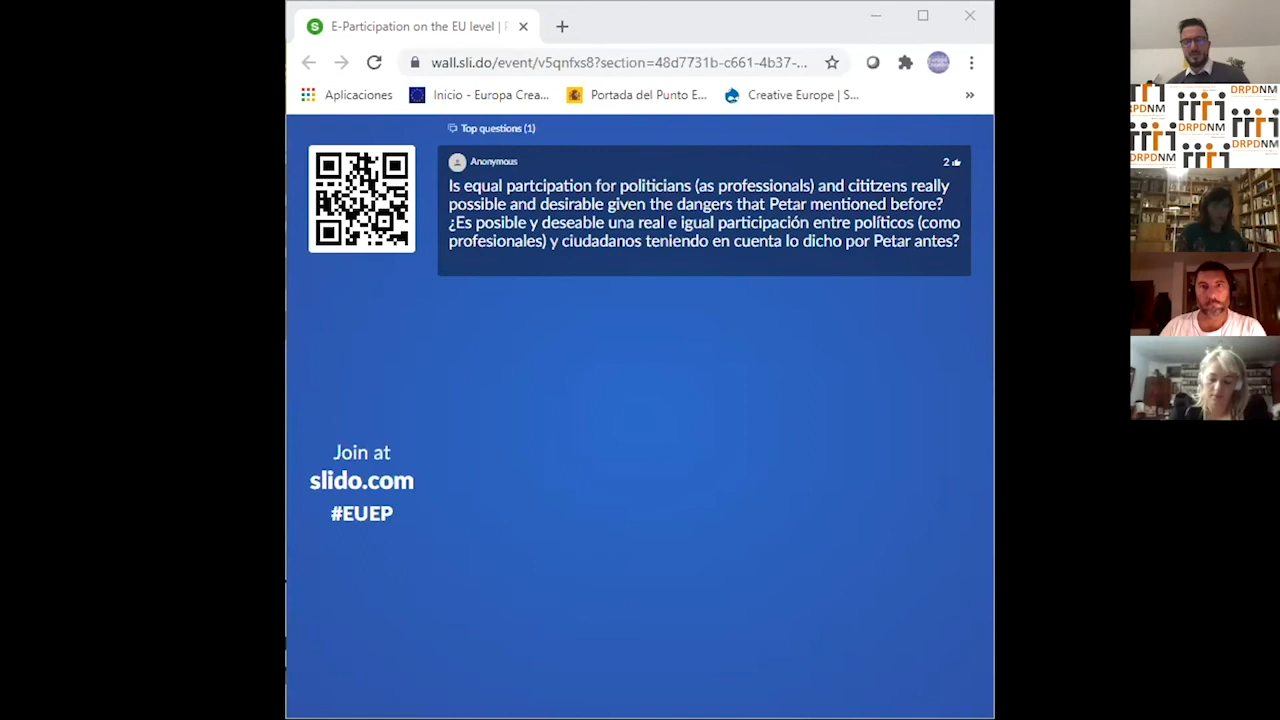 E-Participation on the EU level |
wall.sli.do/event/v5qnfxs8?section=48d7731b-c661-4b37-...
Aplicaciones
Inicio - Europa Crea...
Portada del Punto E...
Creative Europe | S...
»
Top questions (1)
Anonymous
2
Is equal partcipation for politicians (as professionals) and cititzens really
possible and desirable given the dangers that Petar mentioned before?
¿Es posible y deseable una real e igual participación entre políticos (como
profesionales) y ciudadanos teniendo en cuenta lo dicho por Petar antes?
Join at
slido.com
#EUEP
DRPDNM
DRPDNM
DRPDNM
DRPDNM
DRPDNM